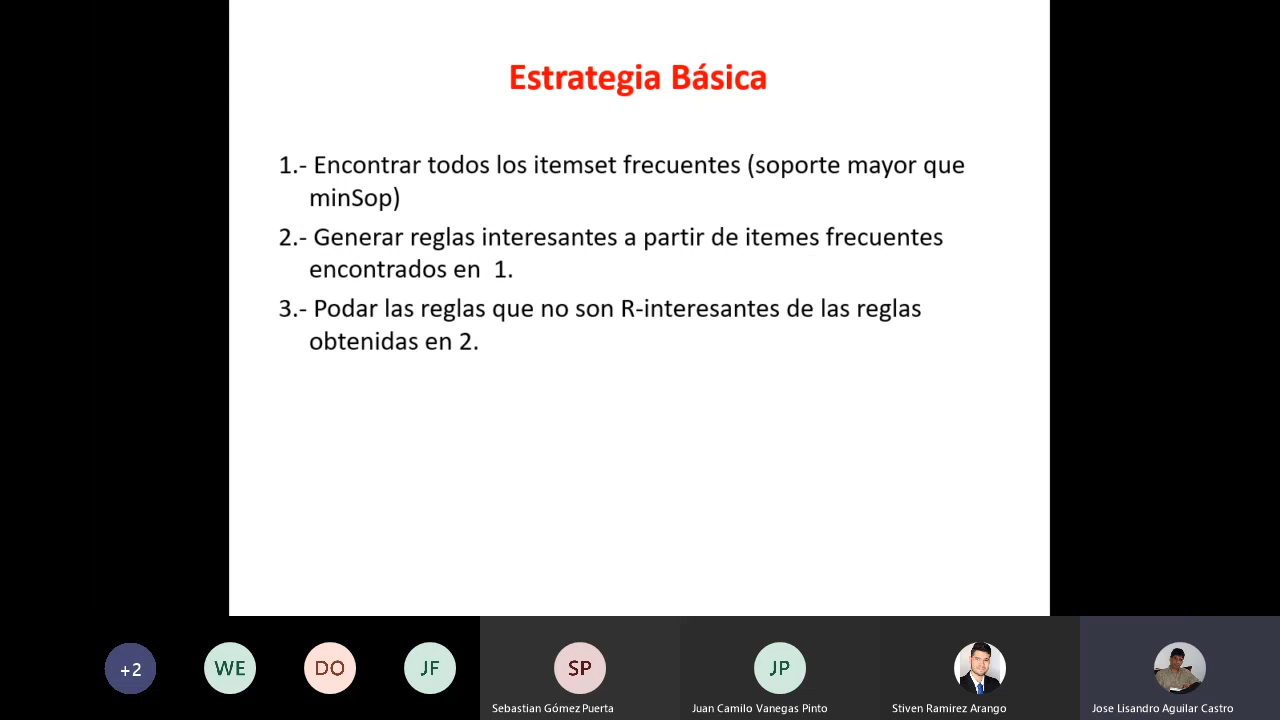 Estrategia Básica
1.- Encontrar todos los itemset frecuentes (soporte mayor que
minSop)
2.- Generar reglas interesantes a partir de itemes frecuentes
encontrados en 1.
3.- Podar las reglas que no son R-interesantes de las reglas
obtenidas en 2.
+2
WE
DO
JF
SP
JP
Sebastian Gómez Puerta
Juan Camilo Vanegas Pinto
Stiven Ramirez Arango
Jose Lisandro Aguilar Castro